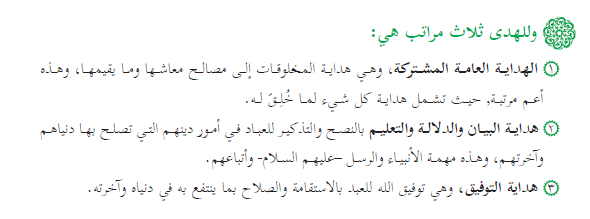 وللهدى ثلاث مراتب هي:
١ الهداية العامة المشتركة، وهي هداية المخلوقات إلى مصالح معاشها وما يقيمها، وهذه
أعم مرتبة, حيث تشمل هداية كل شيء لما خُلِقَ له.
٢ هداية البيان والدلالة والتعليم بالنصح والتذكير للعباد في أمور دينهم التي تصلح بها دنياهم
وآخرتهم، وهذه مهمة الأنبياء والرسل –عليهم السلام- وأتباعهم.
٣ هداية التوفيق، وهي توفيق الله للعبد بالاستقامة والصلاح بما ينتفع به في دنياه وآخرته.